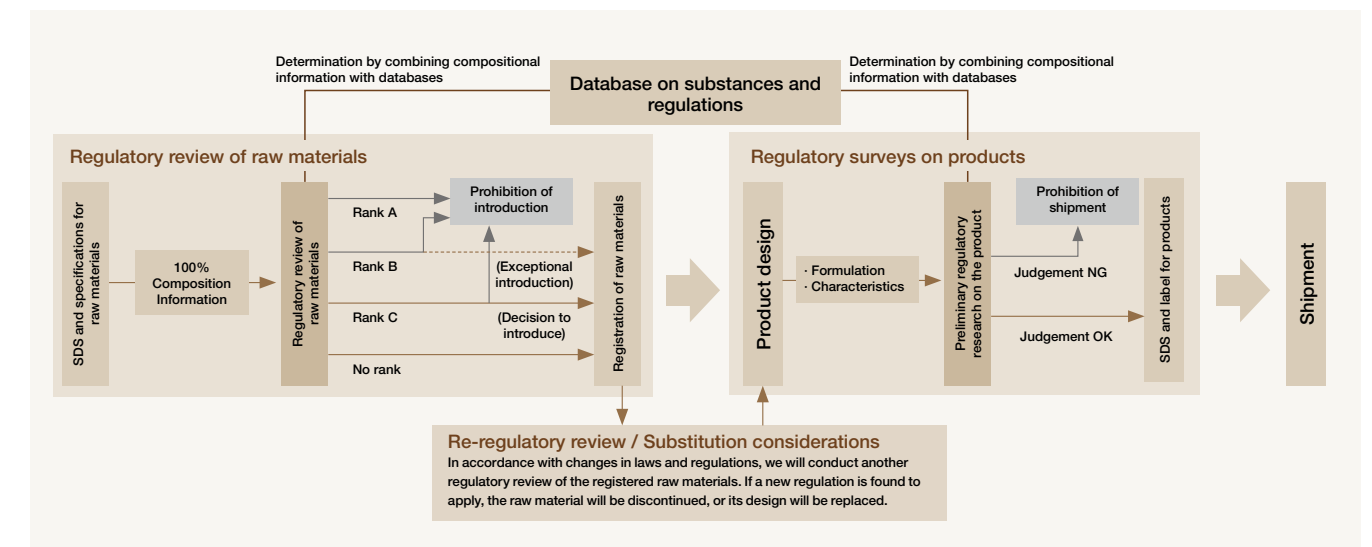 Determination by combining compositional
information with databases
Database on substances and
regulations
Determination by combining compositional
information with databases
Regulatory review of raw materials
SDS and specifications for
raw materials
100%
Composition
Information
Regulatory review of
raw materials
Rank A
Prohibition of
introduction
Rank B
(Exceptional
introduction)
Rank C
(Decision to
introduce)
No rank
Registration of raw materials
Regulatory surveys on products
Product design
· Formulation
· Characteristics
Preliminary regulatory
research on the product
Prohibition of
shipment
Judgement NG
Judgement OK
SDS and label for products
Shipment
Re-regulatory review / Substitution considerations
In accordance with changes in laws and regulations, we will conduct another
regulatory review of the registered raw materials. If a new regulation is found to
apply, the raw material will be discontinued, or its design will be replaced.